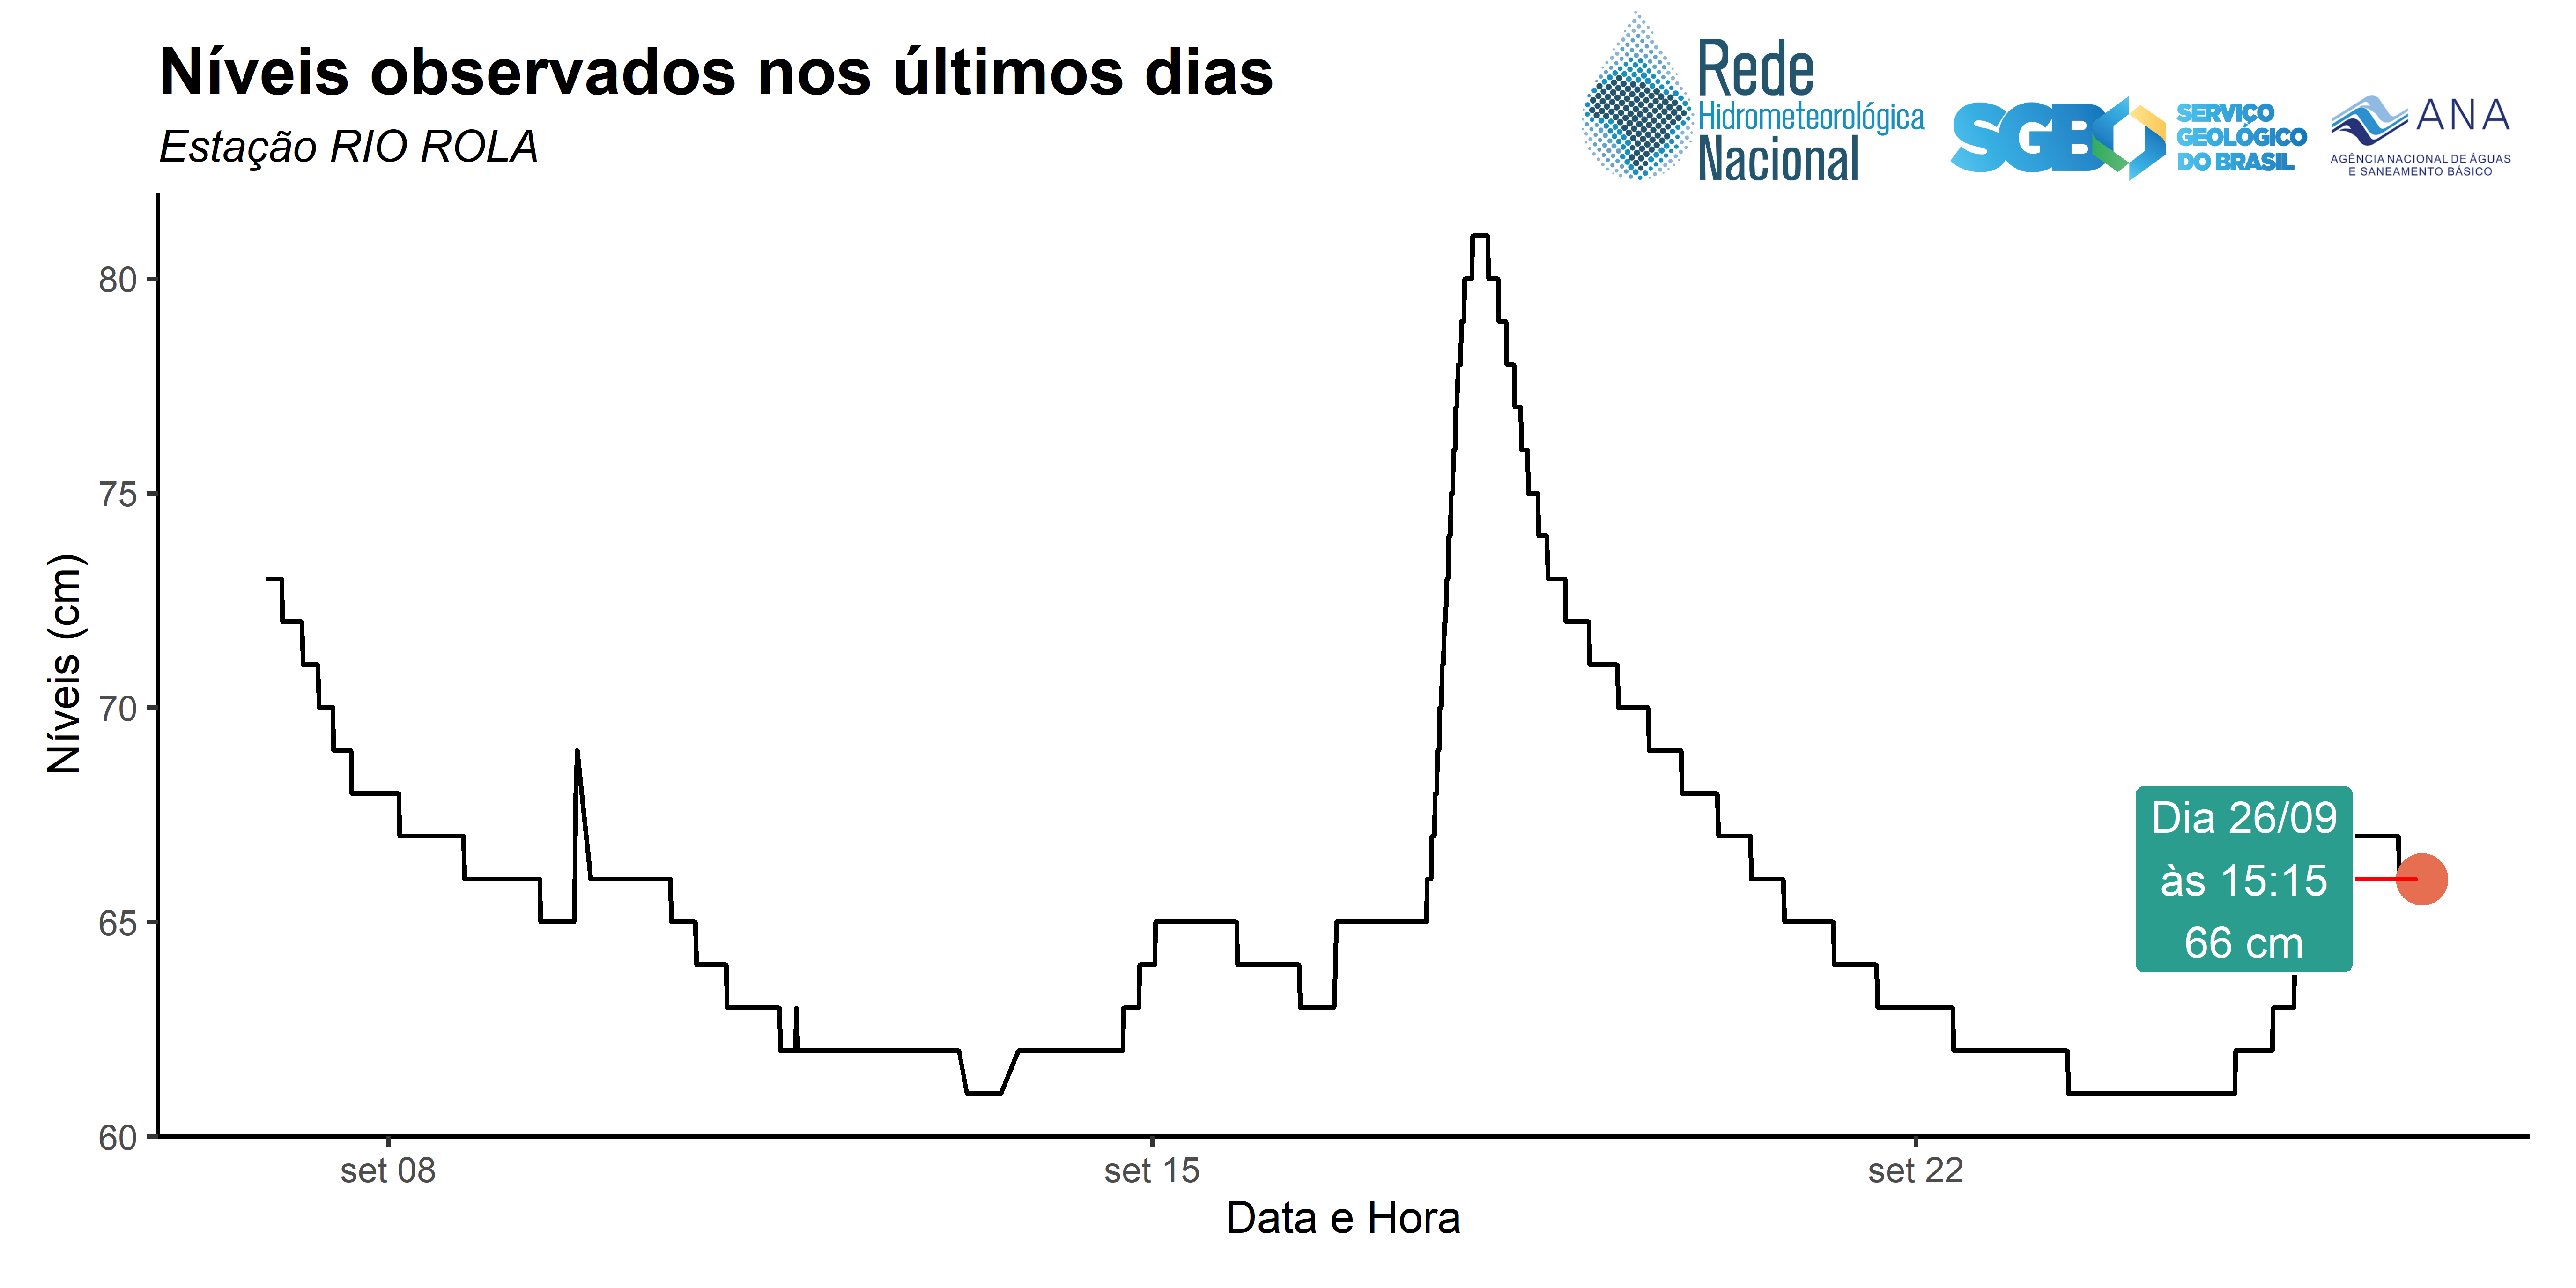 Níveis observados nos últimos dias
Estação RIO ROLA
Rede
Hidrometeorológica
Nacional
SGB
SERVIÇO
GEOLÓGICO
DO BRASIL
ANA
AGÊNCIA NACIONAL DE ÁGUAS
E SANEAMENTO BÁSICO
Níveis (cm)
80
75
70
65
60
Dia 26/09
às 15:15
66 cm
set 08
set 15
set 22
Data e Hora